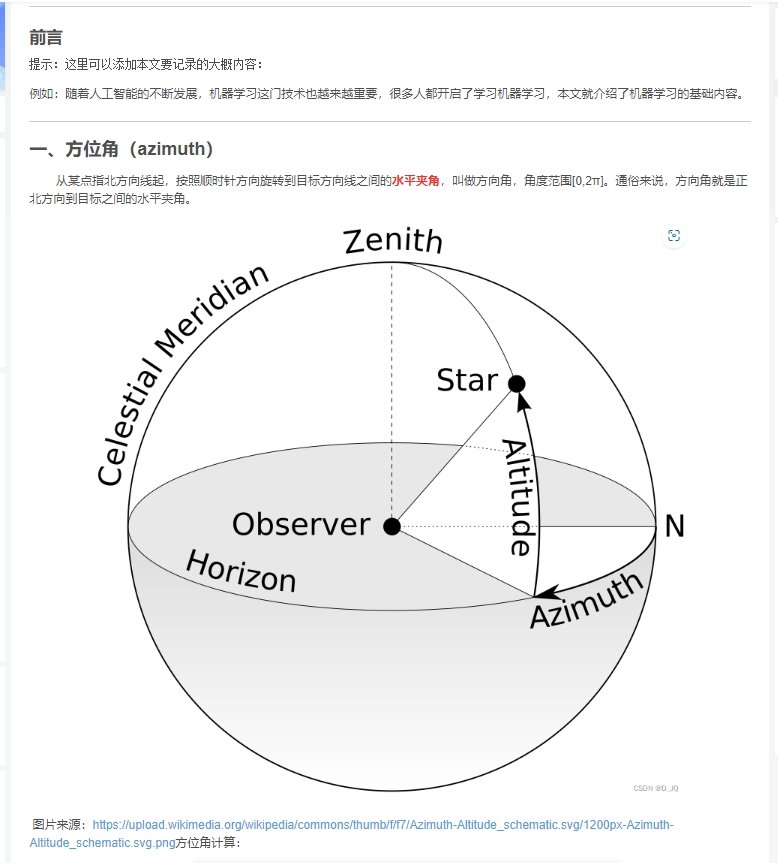 前言
提示：这里可以添加本文要记录的大概内容：
例如：随着人工智能的不断发展，机器学习这门技术也越来越重要，很多人都开启了学习机器学习，本文就介绍了机器学习的基础内容。
一、方位角（azimuth）
从某点指北方向线起，按照顺时针方向旋转到目标方向线之间的水平夹角，叫做方向角，角度范围[0,2π]。通俗来说，方向角就是正
北方向到目标之间的水平夹角。
Zenith
Celestial Meridian
Star
Altitude
Observer
N
Horizon
Azimuth
CSDN @D_JQ
图片来源：https://upload.wikimedia.org/wikipedia/commons/thumb/f/f7/Azimuth-Altitude_schematic.svg/1200px-Azimuth-
Altitude_schematic.svg.png方位角计算：